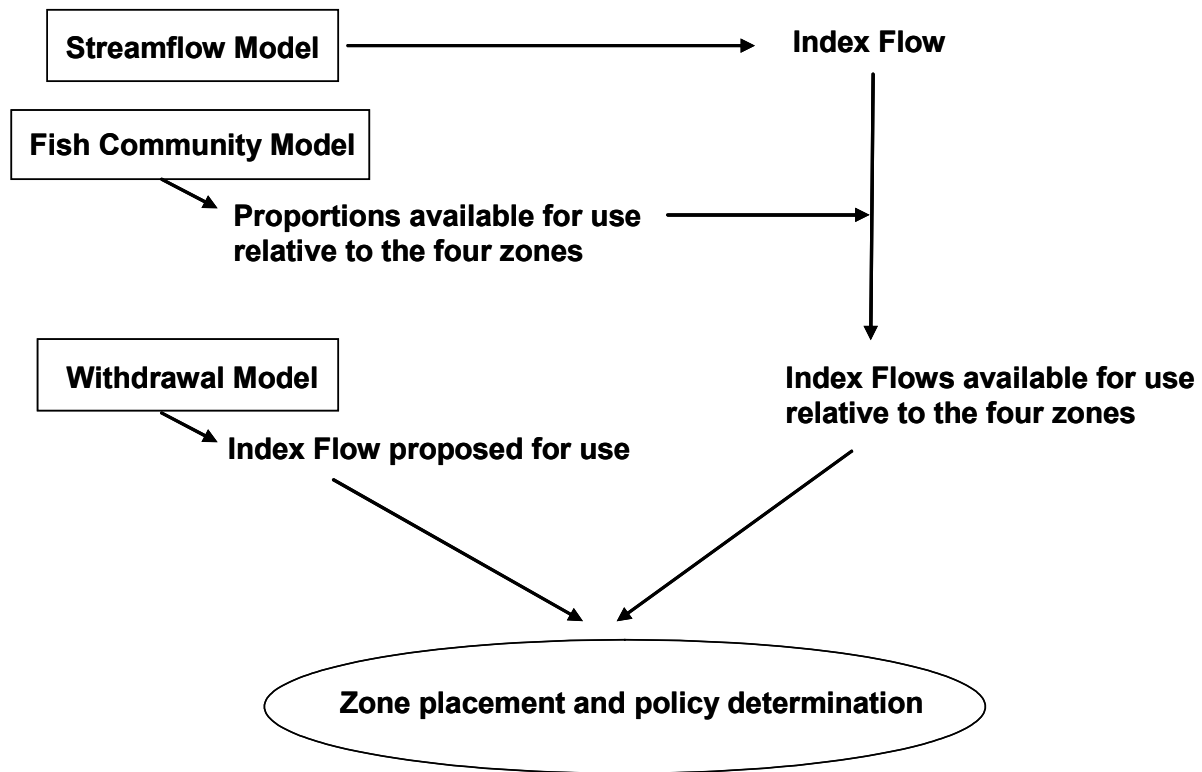 Streamflow Model
Index Flow
Fish Community Model
Proportions available for use
relative to the four zones
Withdrawal Model
Index Flows available for use
relative to the four zones
Index Flow proposed for use
Zone placement and policy determination